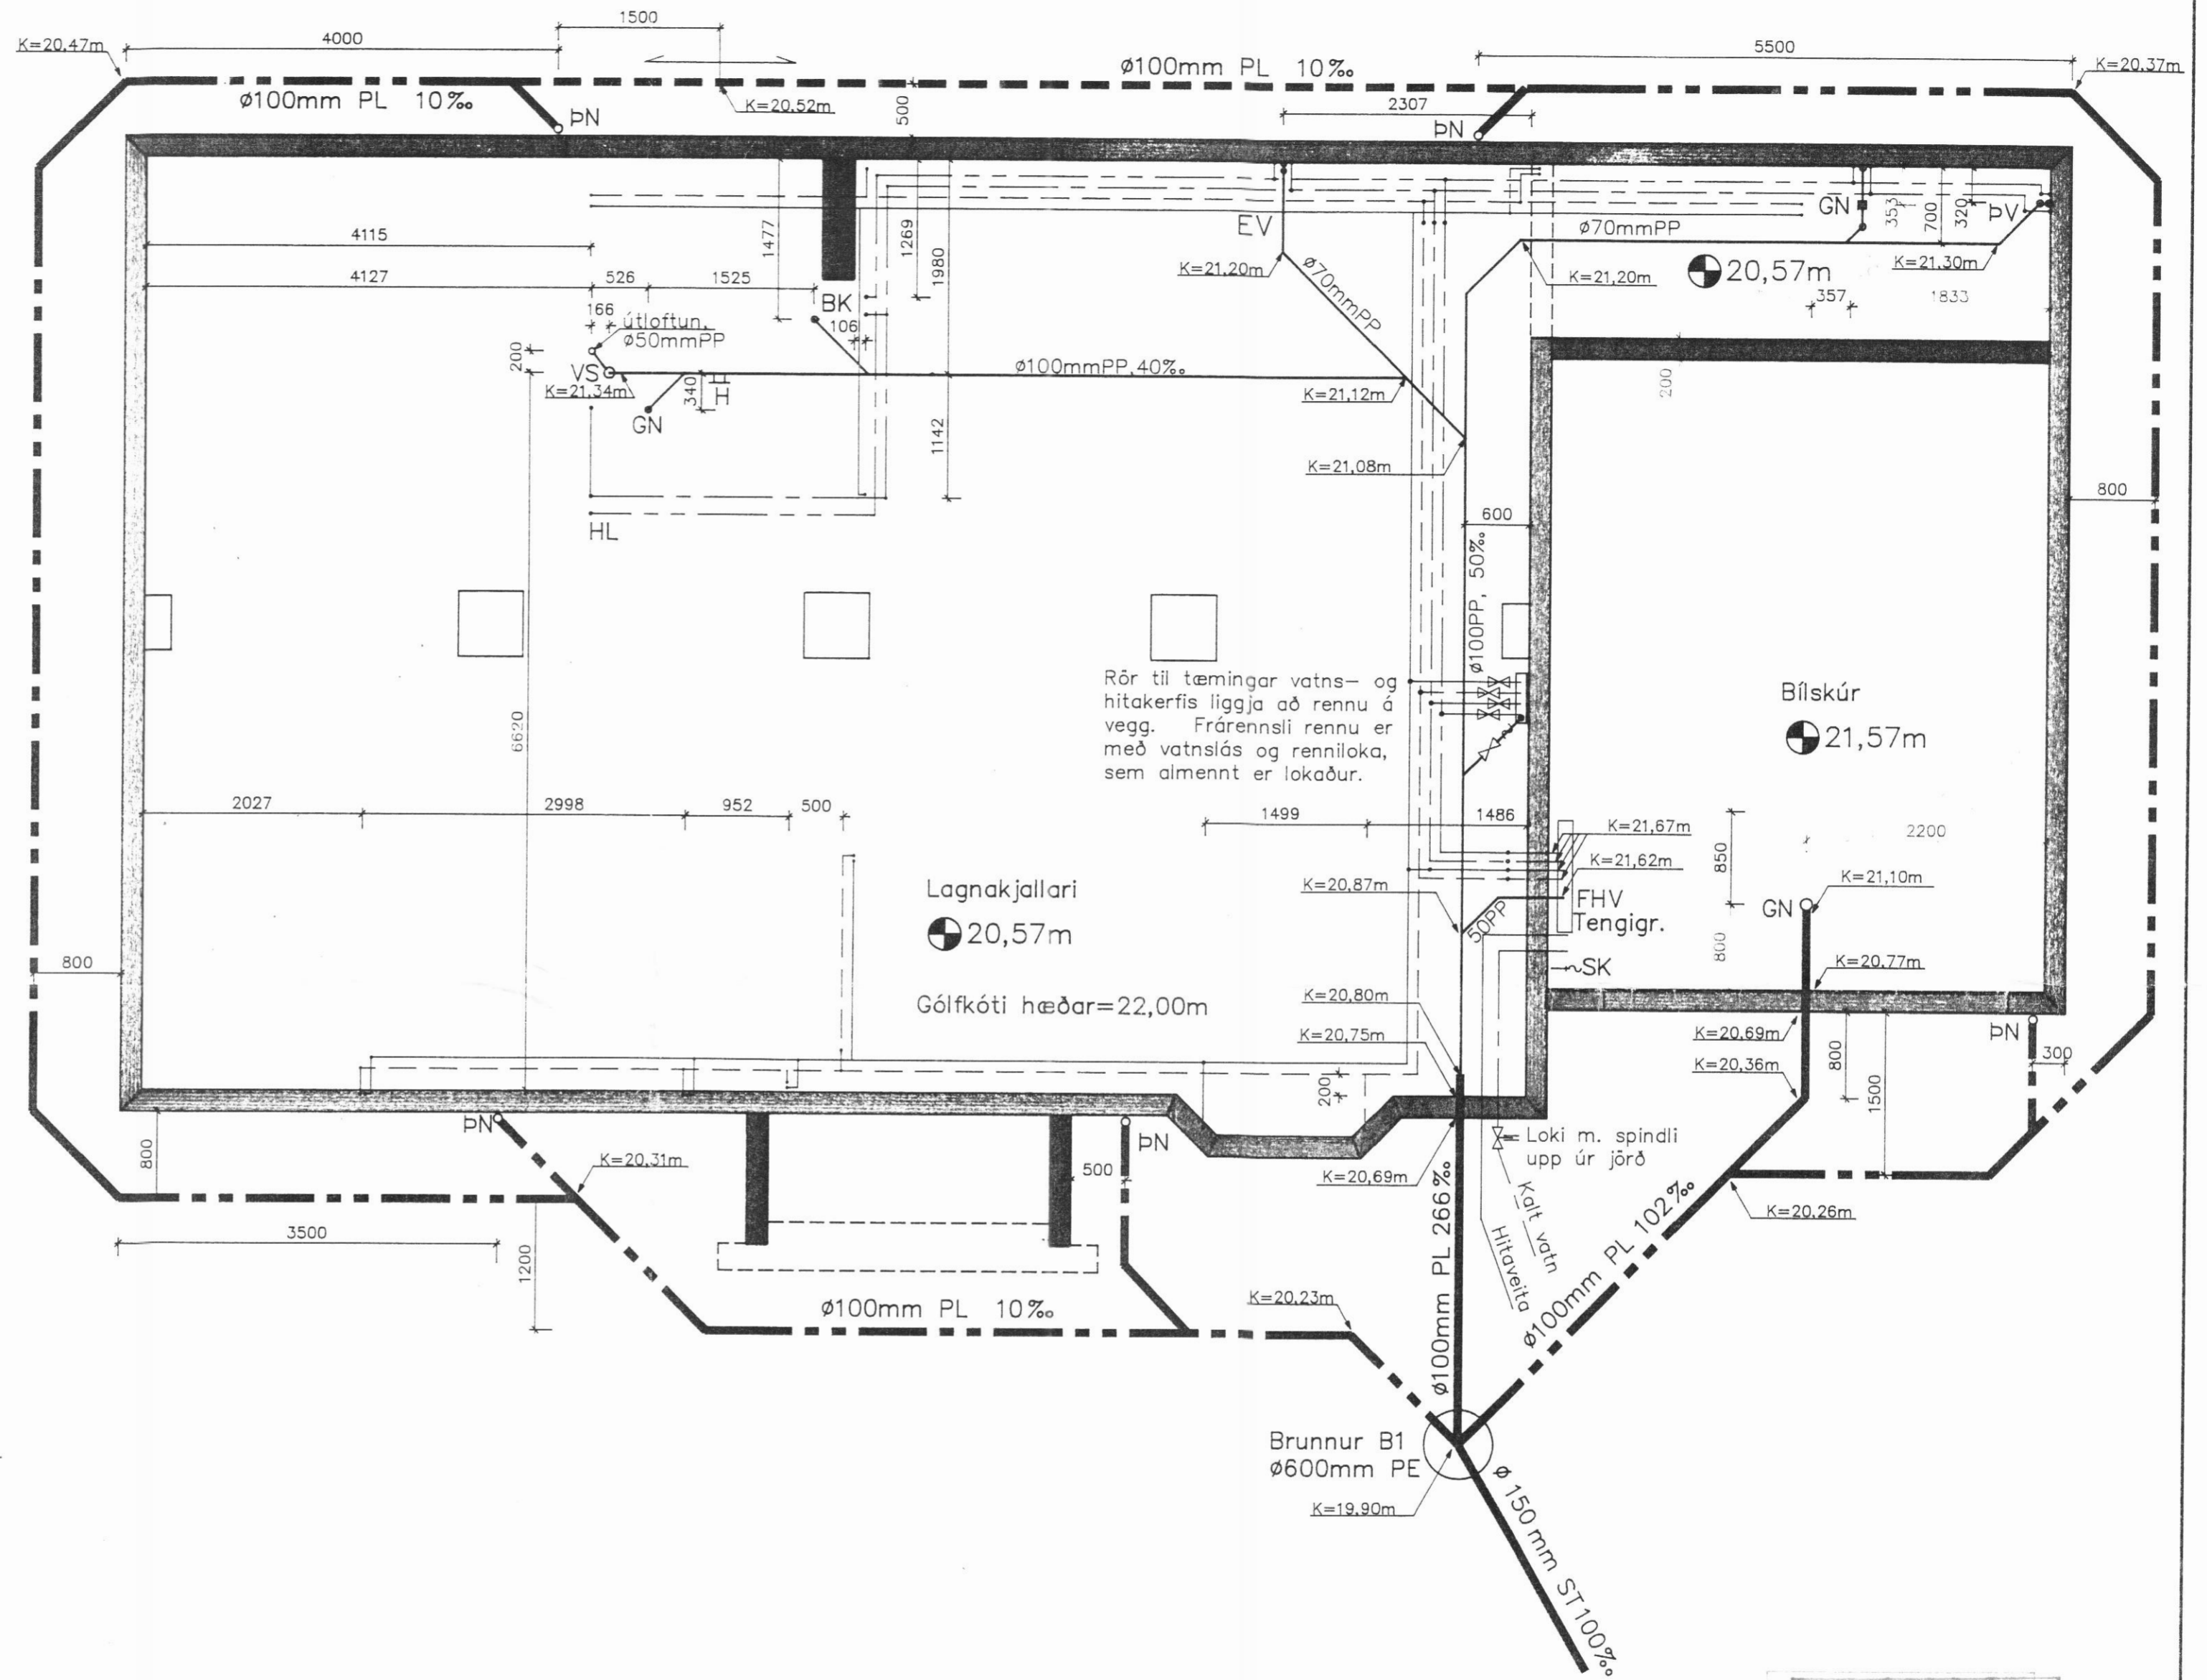 1500
4000
5500
K=20.47m
K=20.37m
ø100mm PL 10‰
ø100mm PL 10‰
K=20.52m
500
2307
ÞN
ÞN
4115
1477
1269
1980
EV
GN
353
700
320
ÞV
ø70mmPP
4127
526
1525
K=21.20m
ø70mmPP
K=21.20m
20,57m
K=21.30m
357
1833
166
útloftun,
ø50mmPP
BK
106
200
VS
K=21.34m
340
H
GN
ø100mmPP,40‰
K=21,12m
200
1142
K=21,08m
HL
600
800
ø100PP, 50‰
Rör til tæmingar vatns– og
hitakerfis liggja að rennu á
vegg. Frárennsli rennu er
með vatnslás og renniloka,
sem almennt er lokaður.
6620
Bílskúr
21,57m
2027
2998
952
500
1499
1486
K=21,67m
K=21,62m
850
2200
Lagnakjallari
20,57m
K=20,87m
50PP
FHV
Tengigr.
GN
K=21,10m
800
800
SK
K=20,77m
Gólfkóti hæðar=22,00m
K=20,80m
K=20,75m
K=20,69m
ÞN
300
K=20,36m
800
1500
200
ÞN
ÞN
800
K=20,31m
500
K=20,69m
Loki m. spindli
upp úr jörð
3500
1200
ø100mm PL 266‰
Kalt vatn
Hitaveita
ø100mm PL 102‰
K=20.26m
K=20.23m
ø100mm PL 10‰
Brunnur B1
ø600mm PE
K=19.90m
ø 150 mm ST100‰